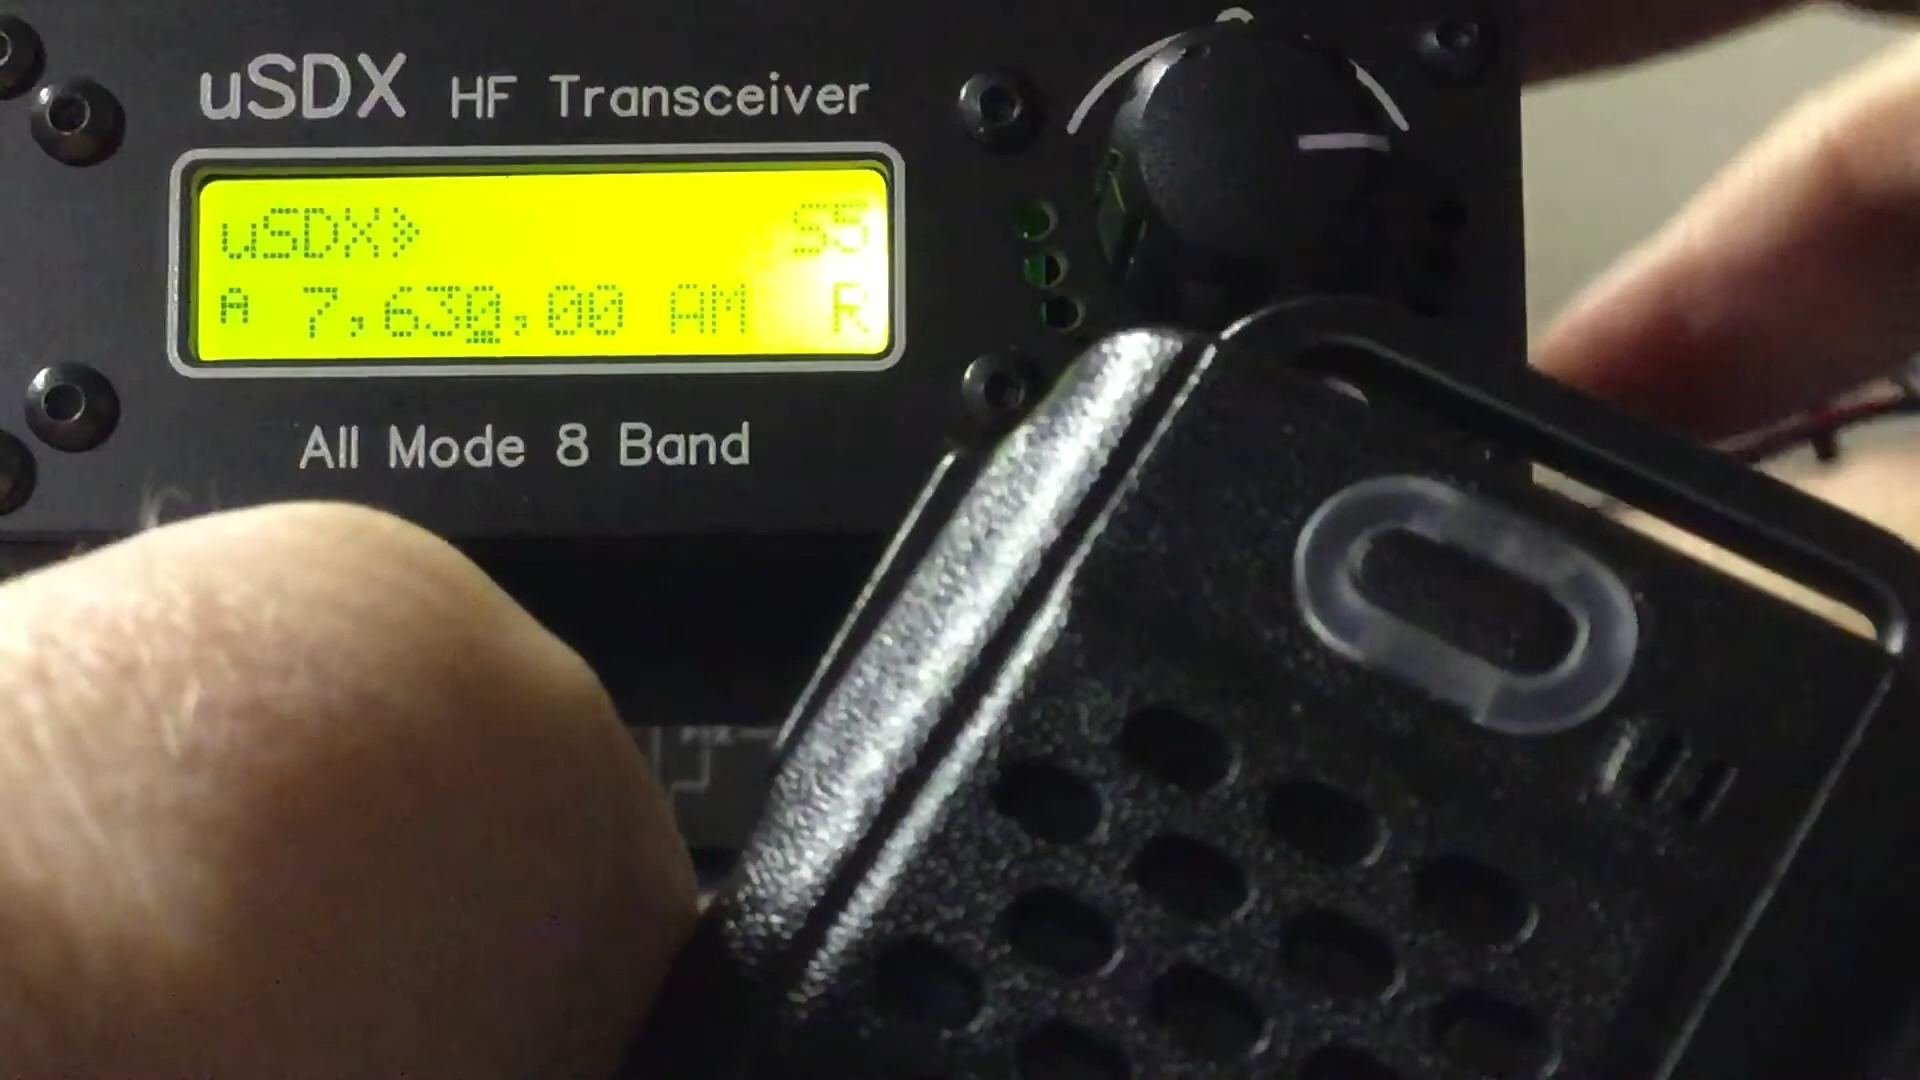 uSDX HF Transceiver
uSDX> S5
A 7,630,00 AM R
All Mode 8 Band